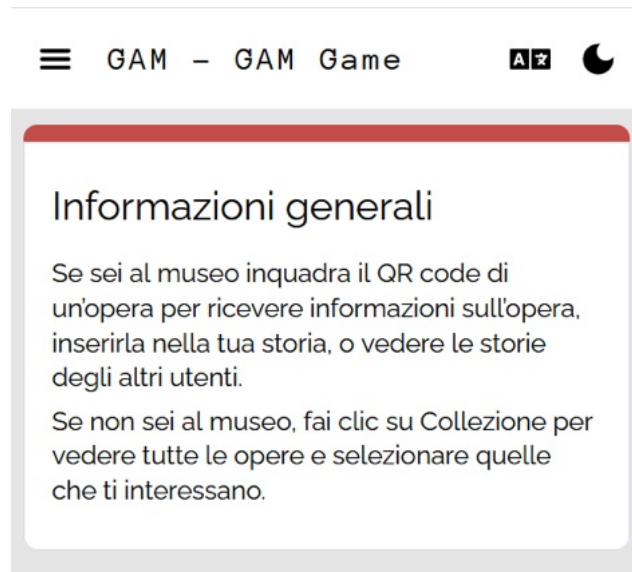 GAM – GAM Game
Informazioni generali
Se sei al museo inquadra il QR code di
un'opera per ricevere informazioni sull'opera,
inserirla nella tua storia, o vedere le storie
degli altri utenti.
Se non sei al museo, fai clic su Collezione per
vedere tutte le opere e selezionare quelle
che ti interessano.